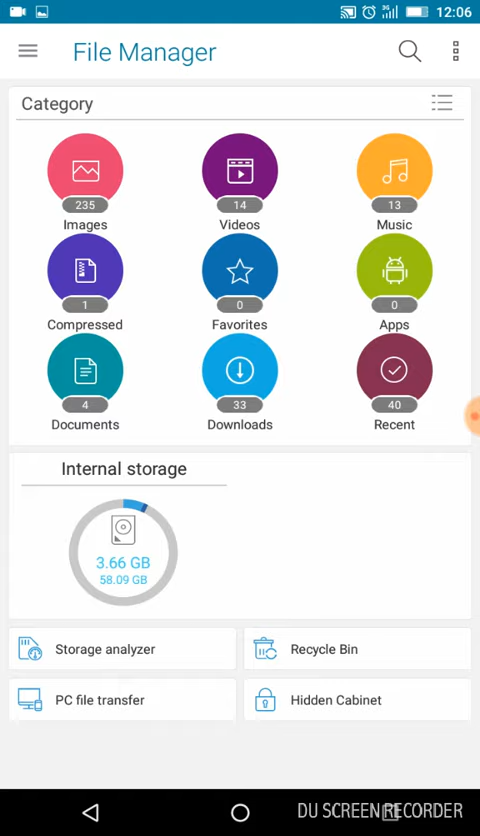 3G
12:06
File Manager
Category
235
14
13
Images
Videos
Music
1
0
0
Compressed
Favorites
Apps
4
33
40
Documents
Downloads
Recent
Internal storage
3.66 GB
58.09 GB
Storage analyzer
Recycle Bin
PC file transfer
Hidden Cabinet
DU SCREEN RECORDER